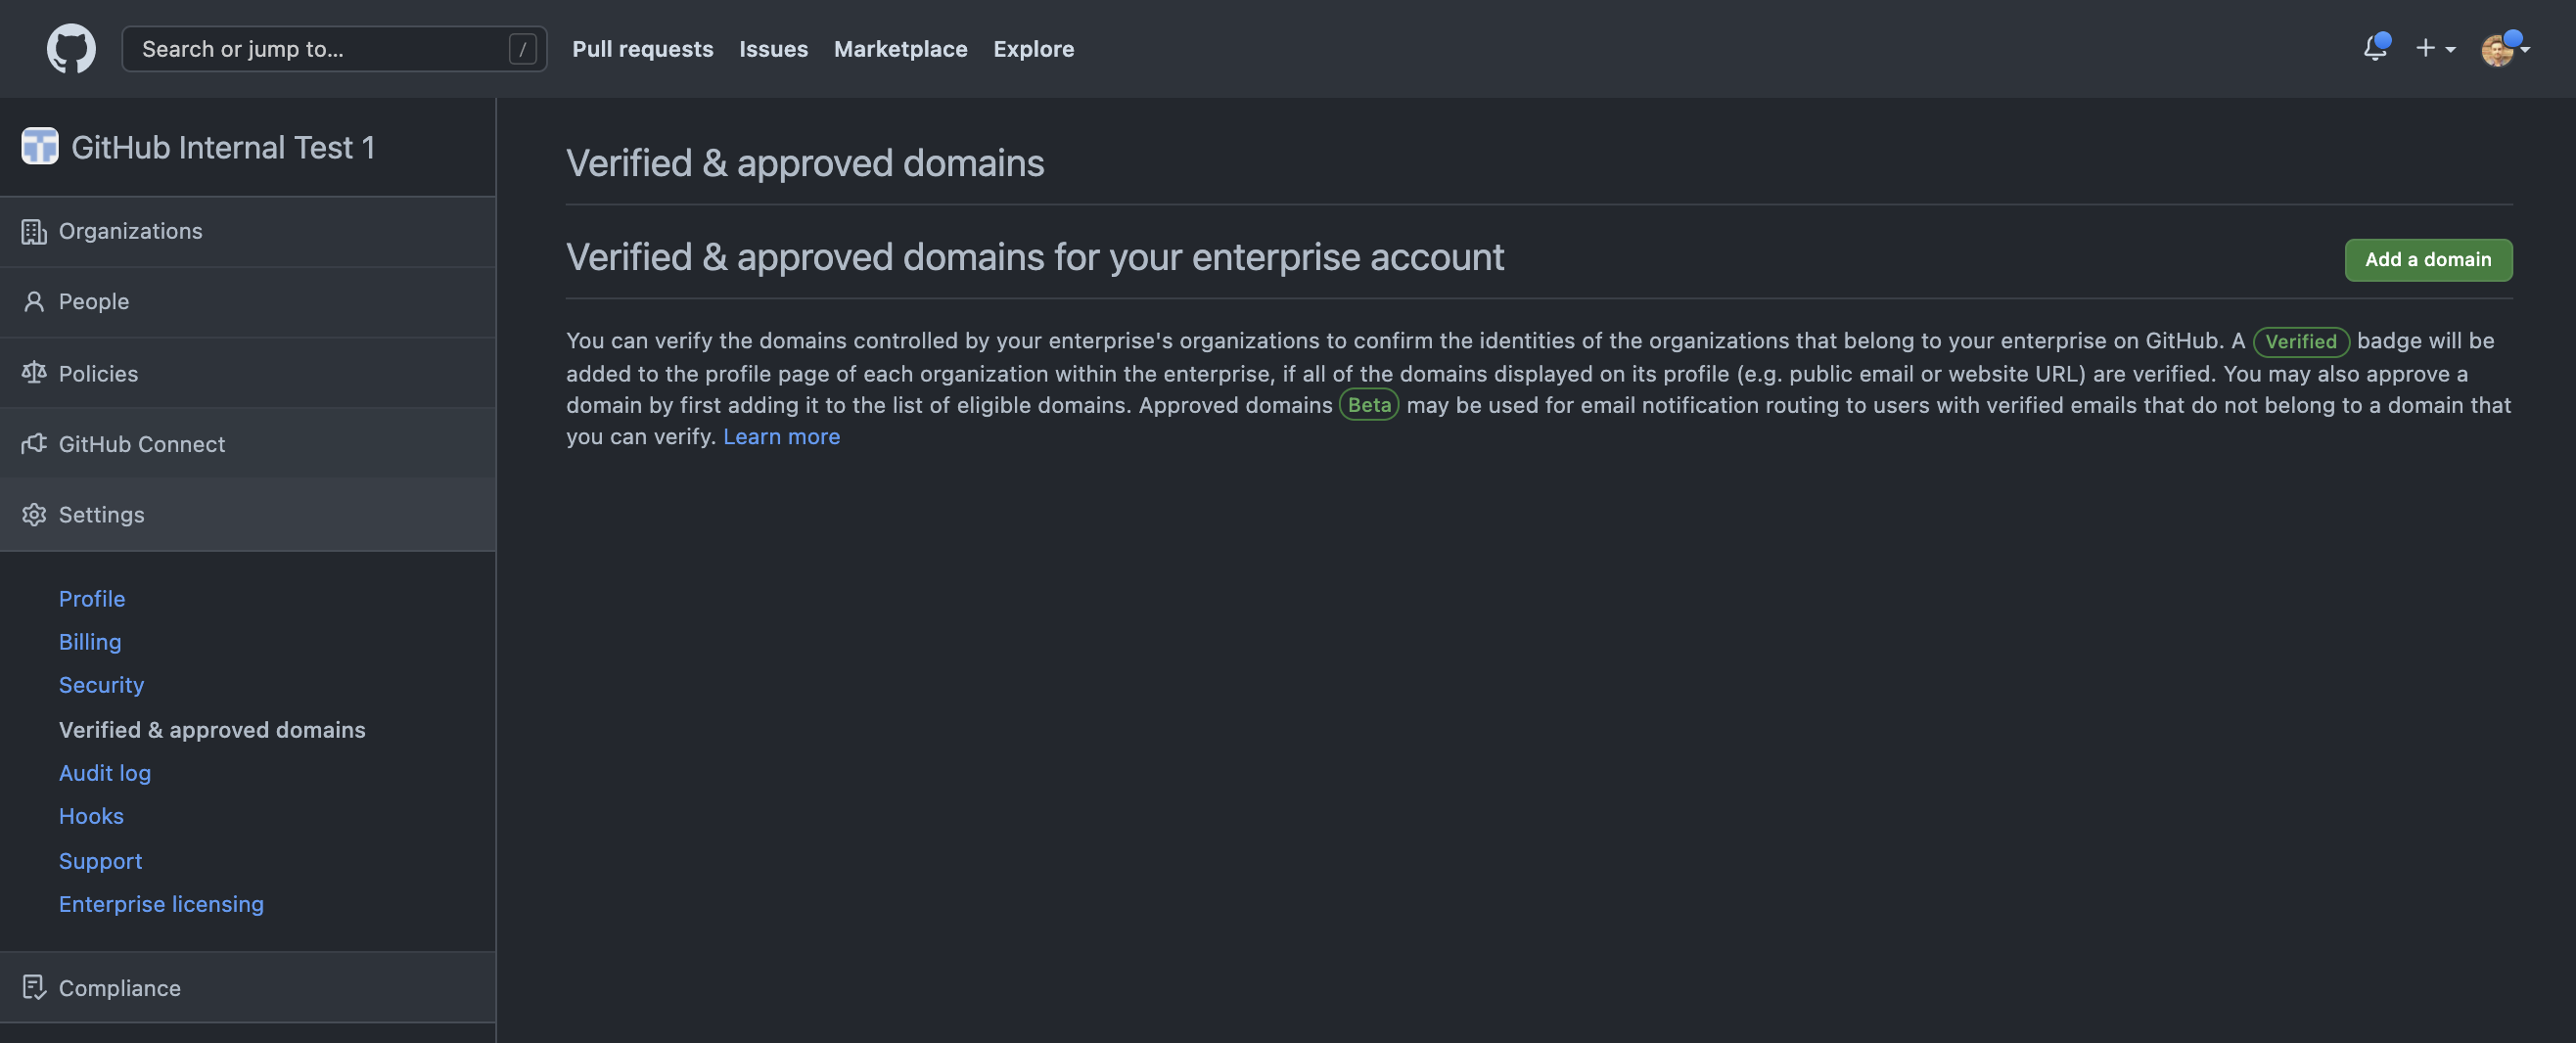 Search or jump to...
/
Pull requests
Issues
Marketplace
Explore
GitHub Internal Test 1
Organizations
People
Policies
GitHub Connect
Settings
Profile
Billing
Security
Verified & approved domains
Audit log
Hooks
Support
Enterprise licensing
Compliance
Verified & approved domains
Verified & approved domains for your enterprise account
Add a domain
You can verify the domains controlled by your enterprise's organizations to confirm the identities of the organizations that belong to your enterprise on GitHub. A Verified badge will be
added to the profile page of each organization within the enterprise, if all of the domains displayed on its profile (e.g. public email or website URL) are verified. You may also approve a
domain by first adding it to the list of eligible domains. Approved domains Beta may be used for email notification routing to users with verified emails that do not belong to a domain that
you can verify. Learn more